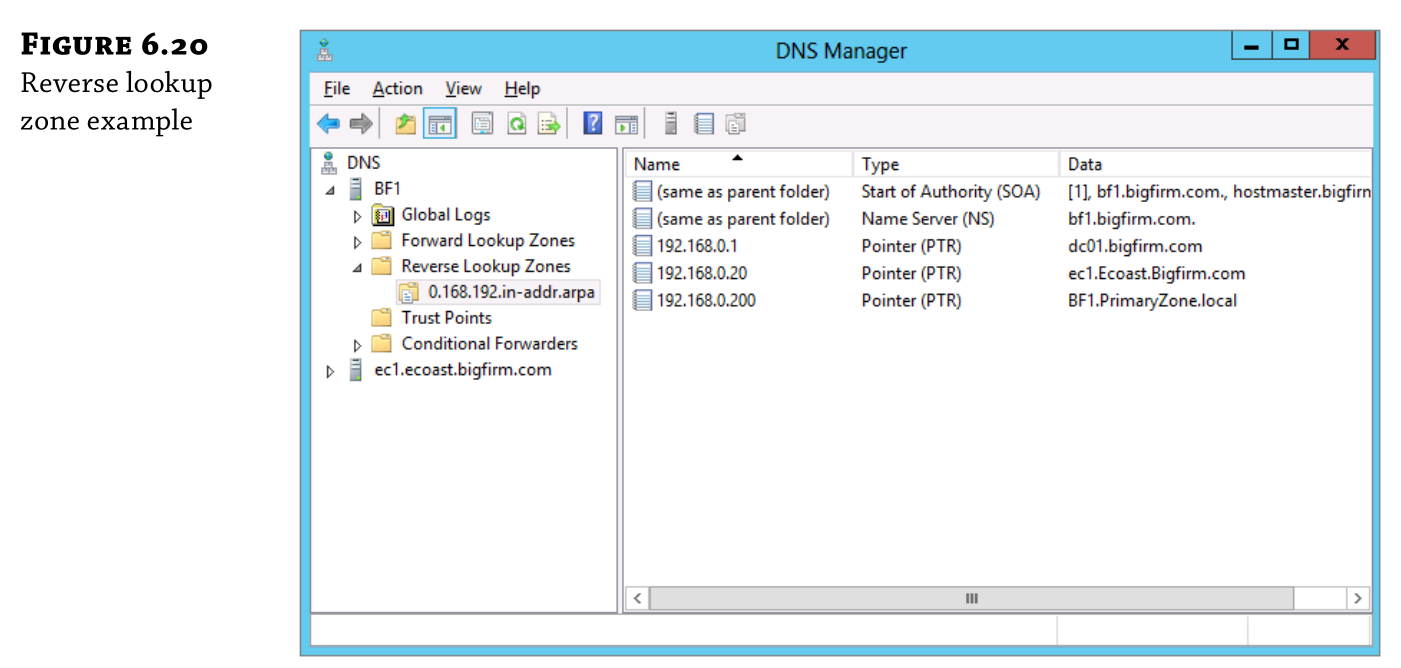 FIGURE 6.20
Reverse lookup
zone example
DNS Manager
File Action View Help
DNS
BF1
Global Logs
Forward Lookup Zones
Reverse Lookup Zones
0.168.192.in-addr.arpa
Trust Points
Conditional Forwarders
ec1.ecoast.bigfirm.com
Name Type Data
(same as parent folder) Start of Authority (SOA) [1], bf1.bigfirm.com., hostmaster.bigfirm
(same as parent folder) Name Server (NS) bf1.bigfirm.com.
192.168.0.1 Pointer (PTR) dc01.bigfirm.com
192.168.0.20 Pointer (PTR) ec1.Ecoast.Bigfirm.com
192.168.0.200 Pointer (PTR) BF1.PrimaryZone.local